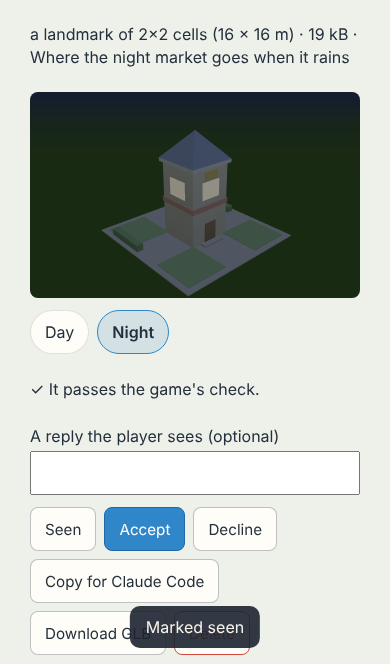 a landmark of 2×2 cells (16 × 16 m) · 19 kB ·
Where the night market goes when it rains
Day
Night
✓ It passes the game's check.
A reply the player sees (optional)
Seen
Accept
Decline
Copy for Claude Code
Download GLB
Marked seen